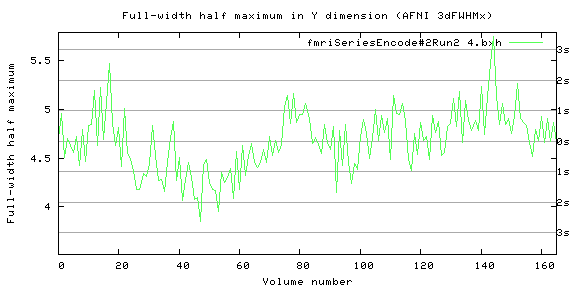 Full-width half maximum in Y dimension (AFNI 3dFWHMx)
fmriSeriesEncode#2Run2 4.bxh
Full-width half maximum
5.5
5
4.5
4
3s
2s
1s
0s
1s
2s
3s
0 20 40 60 80 100 120 140 160
Volume number